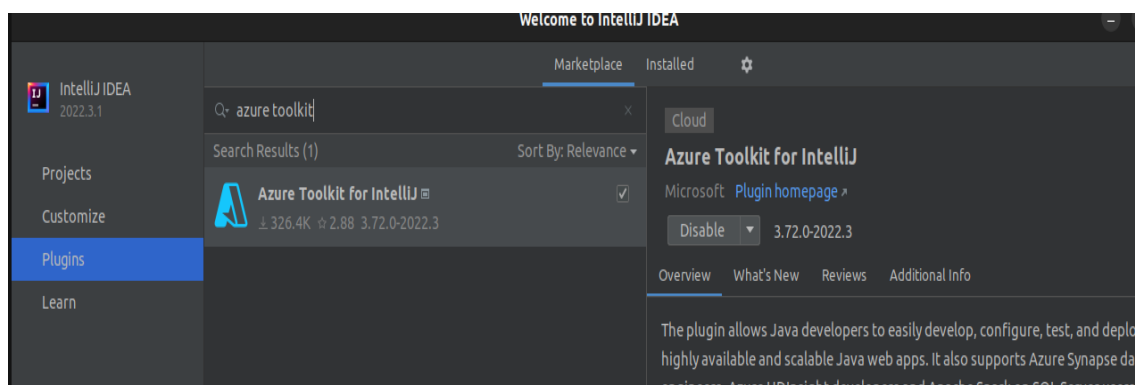 Welcome to IntelliJ IDEA
IJ
IntelliJ IDEA
2022.3.1
Projects
Customize
Plugins
Learn
Marketplace Installed
azure toolkit
Search Results (1) Sort By: Relevance
Azure Toolkit for IntelliJ
326.4K 2.88 3.72.0-2022.3
Cloud
Azure Toolkit for IntelliJ
Microsoft Plugin homepage
Disable 3.72.0-2022.3
Overview What's New Reviews Additional Info
The plugin allows Java developers to easily develop, configure, test, and deplo
highly available and scalable Java web apps. It also supports Azure Synapse da